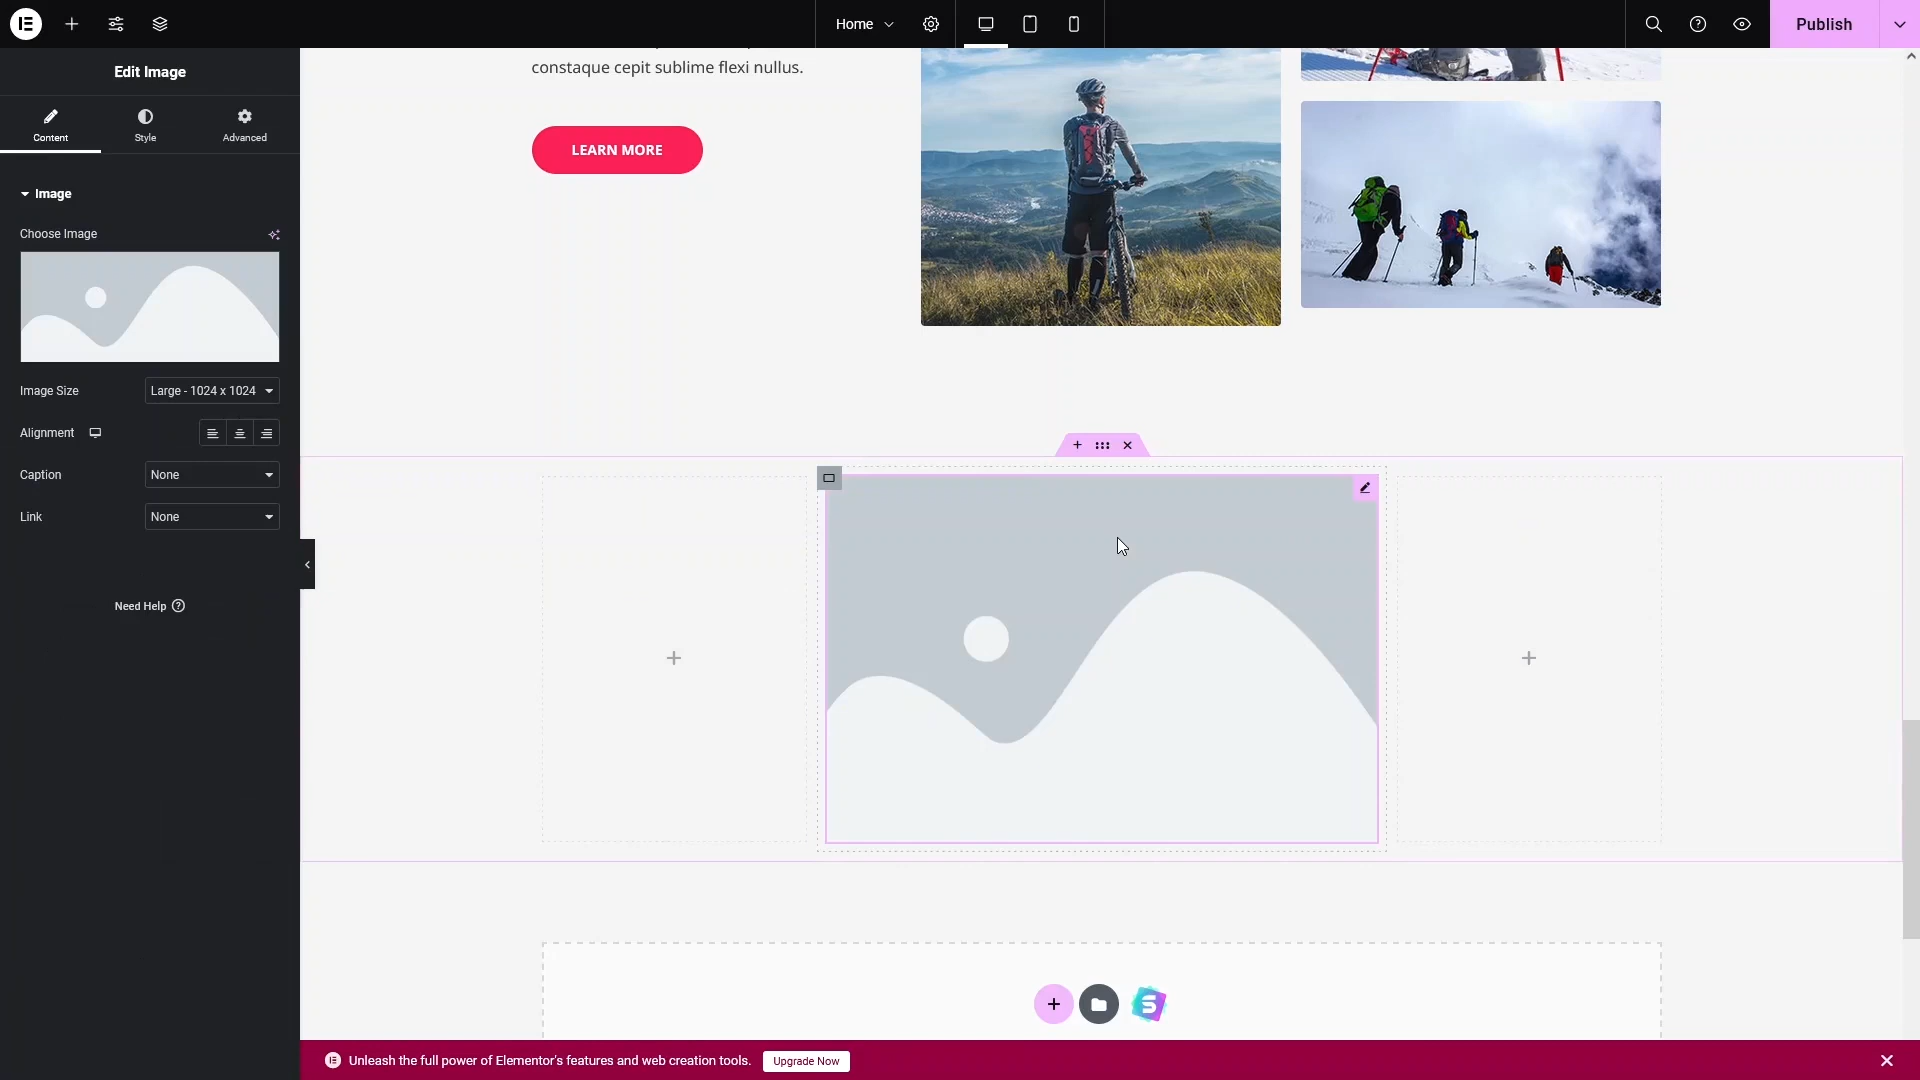 Home
Publish
Edit Image
Content
Style
Advanced
Image
Choose Image
Image Size
Large - 1024 x 1024
Alignment
Caption
None
Link
None
Need Help
constaque cepit sublime flexi nullus.
LEARN MORE
Unleash the full power of Elementor's features and web creation tools.
Upgrade Now